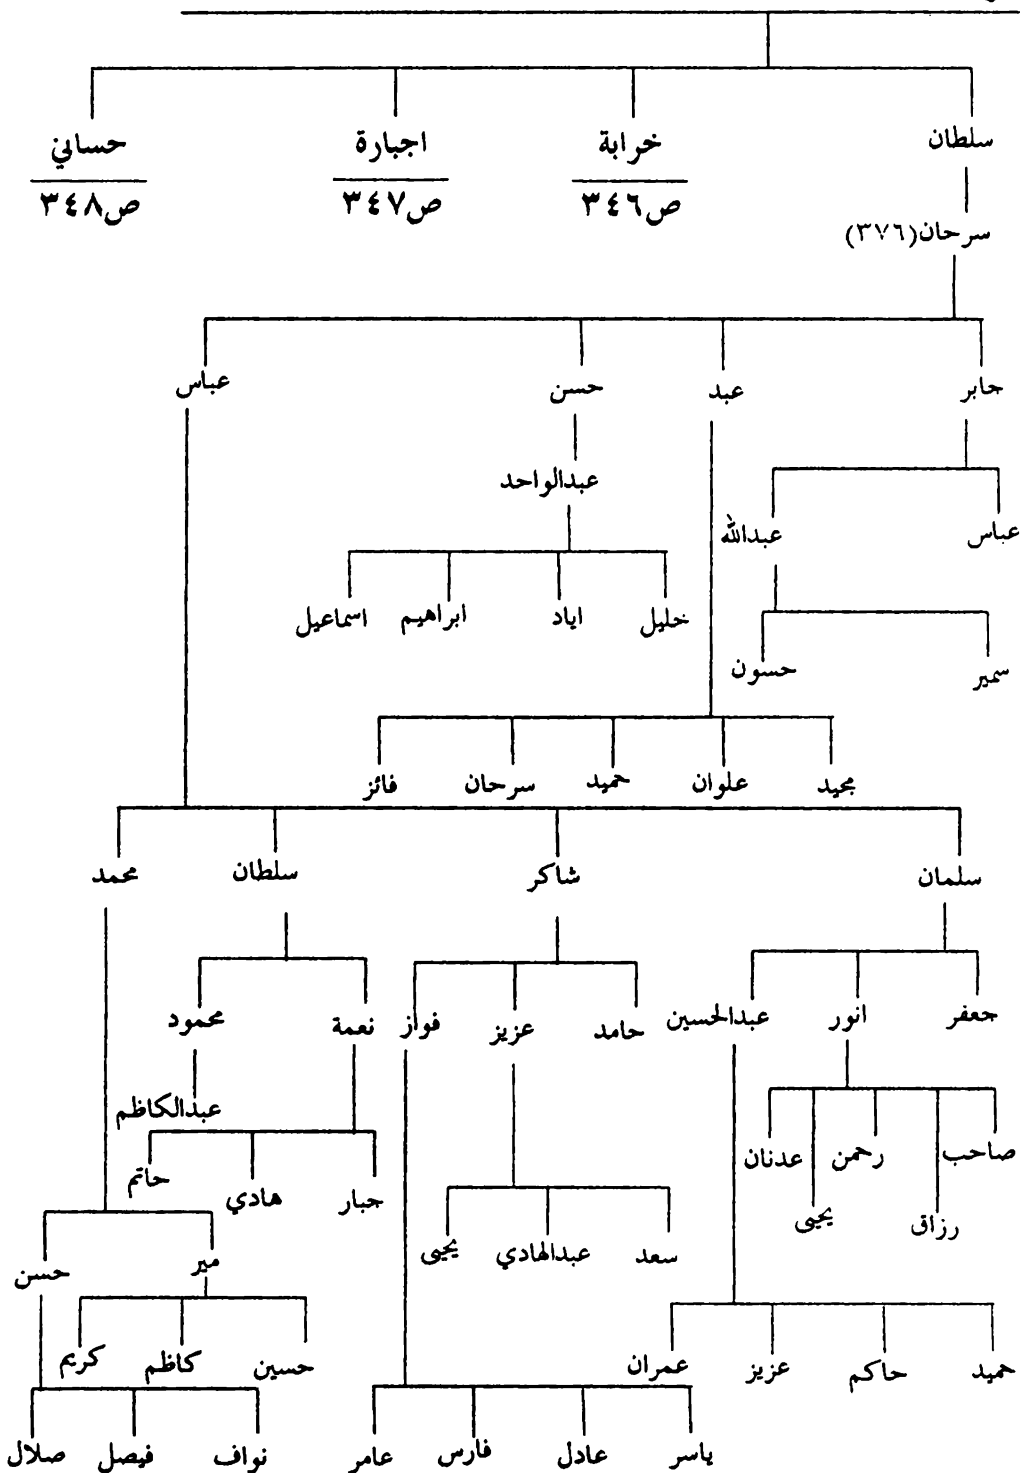 سلطان خرابة اجبارة حساني
ص٣٤٦ ص٣٤٧ ص٣٤٨
سرحان(٣٧٦)
جابر عبد حسن عباس
عبدالواحد
عباس عبدالله
خليل اياد ابراهيم اسماعيل
سمير حسون
مجيد علوان حميد سرحان فائز
سلمان شاكر سلطان محمد
جعفر انور عبدالحسين حامد عزيز فواز نعمة محمود
عبدالكاظم
صاحب رحمن عدنان
جبار هادي حاتم
رزاق يحيى
سعد عبدالهادي يحيى
مير حسن
حميد حاكم عزيز عمران
حسين كاظم كريم
ياسر عادل فارس عامر نواف فيصل صلال